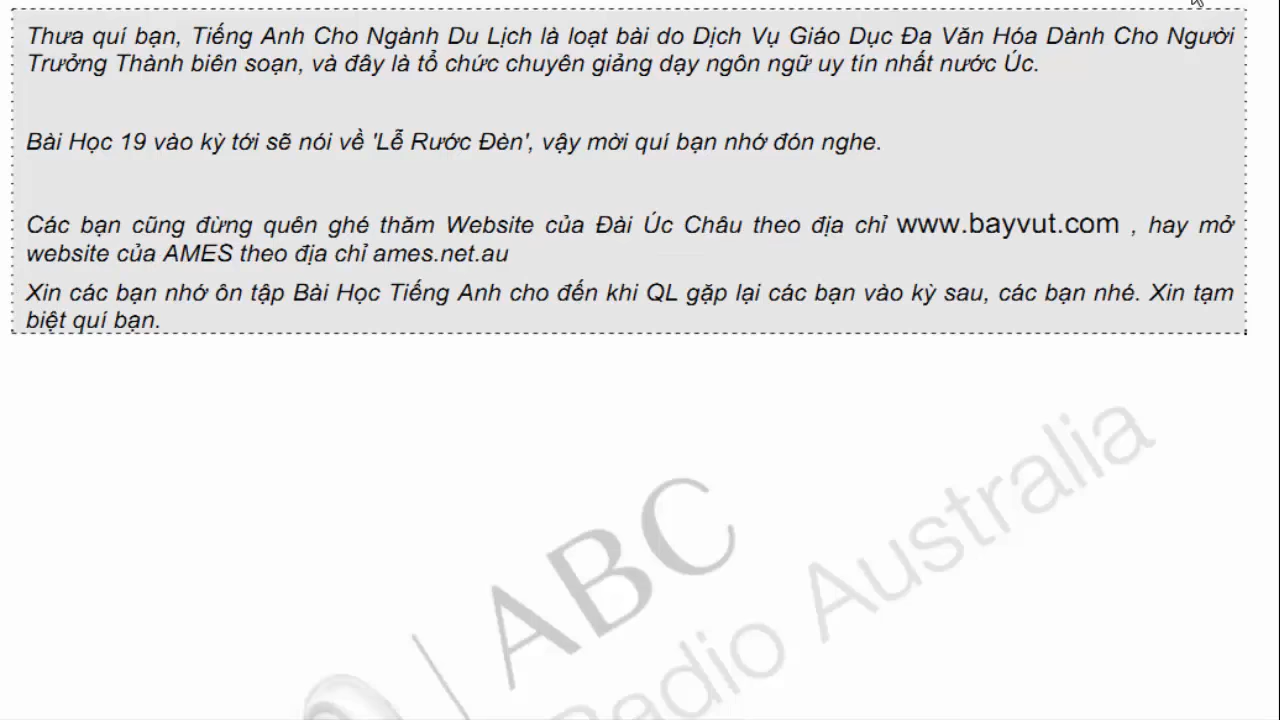 Thưa quí bạn, Tiếng Anh Cho Ngành Du Lịch là loạt bài do Dịch Vụ Giáo Dục Đa Văn Hóa Dành Cho Người
Trưởng Thành biên soạn, và đây là tổ chức chuyên giảng dạy ngôn ngữ uy tín nhất nước Úc.
Bài Học 19 vào kỳ tới sẽ nói về 'Lễ Rước Đèn', vậy mời quí bạn nhớ đón nghe.
Các bạn cũng đừng quên ghé thăm Website của Đài Úc Châu theo địa chỉ www.bayvut.com , hay mở
website của AMES theo địa chỉ ames.net.au
Xin các bạn nhớ ôn tập Bài Học Tiếng Anh cho đến khi QL gặp lại các bạn vào kỳ sau, các bạn nhé. Xin tạm
biệt quí bạn.
ABC
Radio Australia